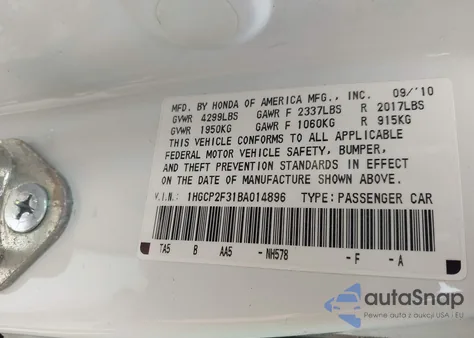 MFD. BY HONDA OF AMERICA MFG., INC. 09/'10
GVWR 4299LBS GAWR F 2337LBS R 2017LBS
GVWR 1950KG GAWR F 1060KG R 915KG
THIS VEHICLE CONFORMS TO ALL APPLICABLE
FEDERAL MOTOR VEHICLE SAFETY, BUMPER,
AND THEFT PREVENTION STANDARDS IN EFFECT
ON THE DATE OF MANUFACTURE SHOWN ABOVE.
V.I.N.: 1HGCP2F31BA014896 TYPE:PASSENGER CAR
TA5 B AA5 -NH578 -F -A
autoSnap
Pewne auto z USA i EU